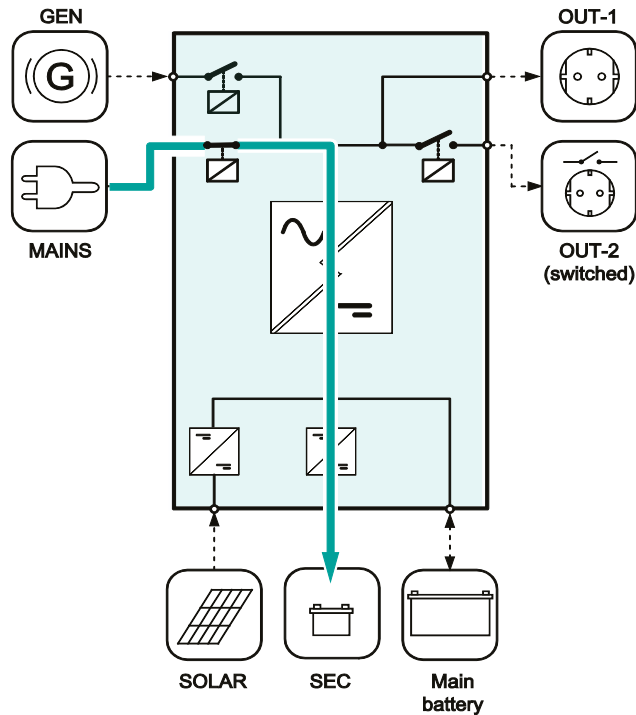 GEN
OUT-1
G
MAINS
OUT-2
(switched)
SOLAR
SEC
Main
battery